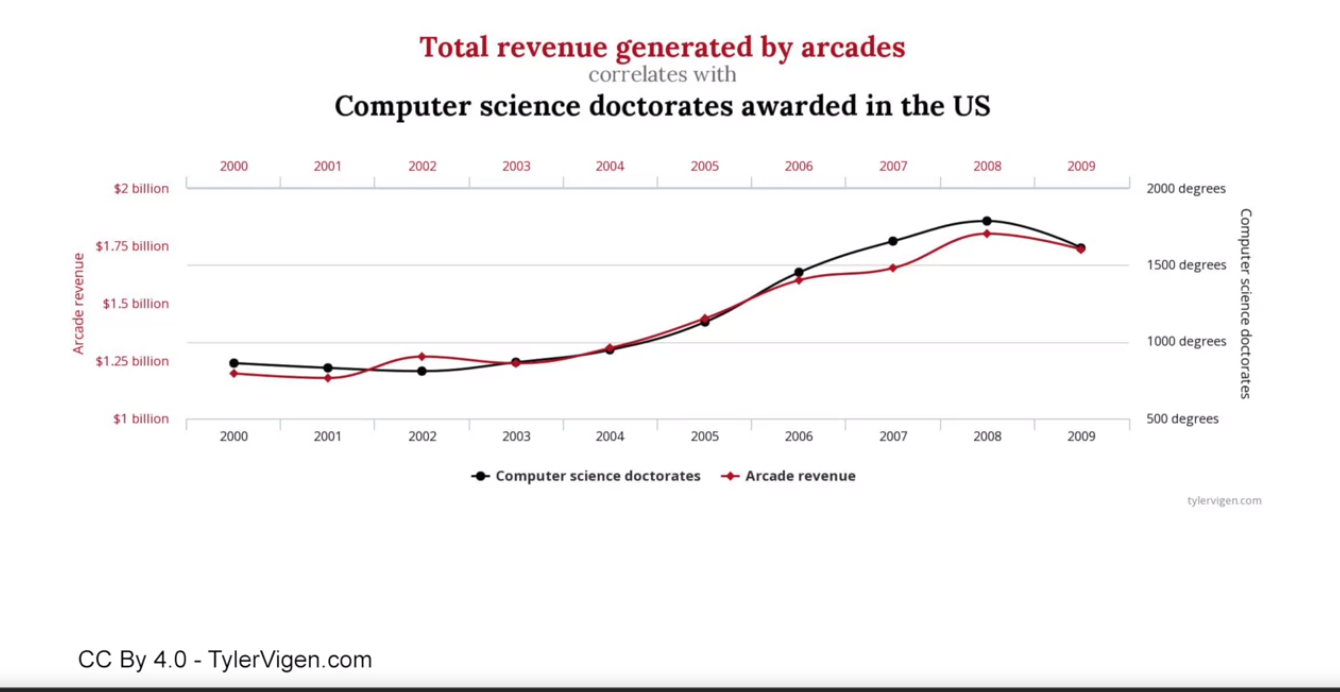 Total revenue generated by arcades
correlates with
Computer science doctorates awarded in the US
2000 2001 2002 2003 2004 2005 2006 2007 2008 2009
$2 billion 2000 degrees
$1.75 billion
1500 degrees
$1.5 billion
1000 degrees
$1.25 billion
$1 billion 500 degrees
Arcade revenue
Computer science doctorates
2000 2001 2002 2003 2004 2005 2006 2007 2008 2009
Computer science doctorates Arcade revenue
tylervigen.com
CC By 4.0 - TylerVigen.com